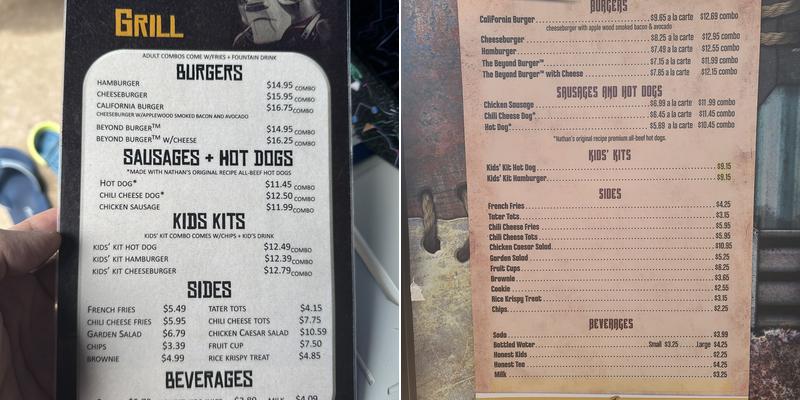 GRILL
ADULT COMBOS COME W/FRIES + FOUNTAIN DRINK
BURGERS
HAMBURGER $14.95 COMBO
CHEESEBURGER $15.95 COMBO
CALIFORNIA BURGER $16.75 COMBO
CHEESEBURGER W/APPLEWOOD SMOKED BACON AND AVOCADO
BEYOND BURGER™ $14.95 COMBO
BEYOND BURGER™ W/CHEESE $16.25 COMBO
SAUSAGES + HOT DOGS
*MADE WITH NATHAN'S ORIGINAL RECIPE ALL-BEEF HOT DOGS
HOT DOG* $11.45 COMBO
CHILI CHEESE DOG* $12.50 COMBO
CHICKEN SAUSAGE $11.99 COMBO
KIDS KITS
KIDS' KIT COMBO COMES W/CHIPS + KID'S DRINK
KIDS' KIT HOT DOG $12.49 COMBO
KIDS' KIT HAMBURGER $12.39 COMBO
KIDS' KIT CHEESEBURGER $12.79 COMBO
SIDES
FRENCH FRIES $5.49 TATER TOTS $4.15
CHILI CHEESE FRIES $5.95 CHILI CHEESE TOTS $7.75
GARDEN SALAD $6.79 CHICKEN CAESAR SALAD $10.59
CHIPS $3.39 FRUIT CUP $7.50
BROWNIE $4.99 RICE KRISPY TREAT $4.85
BEVERAGES
BURGERS
California Burger $9.65 a la carte $12.69 combo
cheeseburger with apple wood smoked bacon & avocado
Cheeseburger $8.25 a la carte $12.95 combo
Hamburger $7.49 a la carte $12.55 combo
The Beyond Burger™ $7.15 a la carte $11.99 combo
The Beyond Burger™ with Cheese $7.85 a la carte $12.15 combo
SAUSAGES AND HOT DOGS
Chicken Sausage $6.99 a la carte $11.99 combo
Chili Cheese Dog* $6.45 a la carte $11.45 combo
Hot Dog* $5.69 a la carte $10.45 combo
*Nathan's original recipe premium all-beef hot dogs.
KIDS' KITS
Kids' Kit Hot Dog $9.15
Kids' Kit Hamburger $9.15
SIDES
French Fries $4.25
Tater Tots $3.15
Chili Cheese Fries $5.95
Chili Cheese Tots $5.95
Chicken Caesar Salad $10.95
Garden Salad $5.25
Fruit Cups $6.25
Brownie $3.65
Cookie $2.55
Rice Krispy Treat $3.15
Chips $2.25
BEVERAGES
Soda $3.99
Bottled Water Small $3.25 Large $4.25
Honest Kids $2.25
Honest Tea $4.25
Milk $3.25